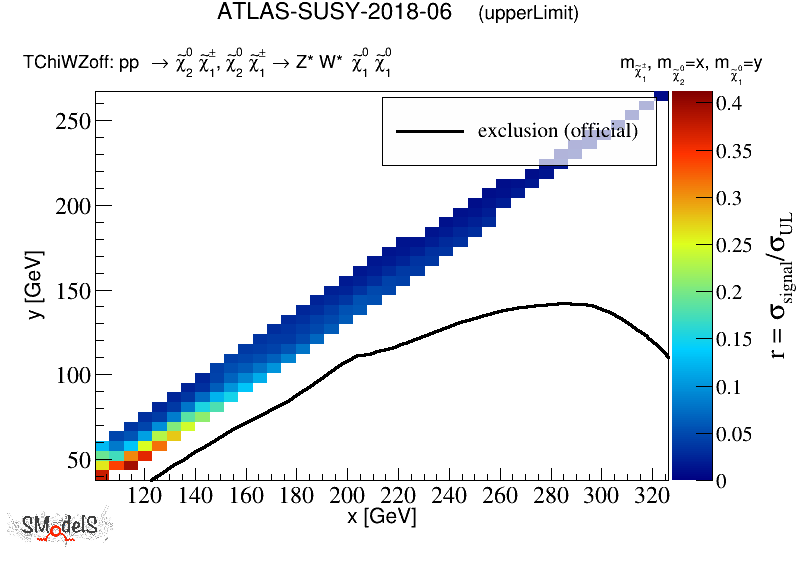 ATLAS-SUSY-2018-06 (upperLimit)
TChiWZoff: pp → χ̃⁰₂ χ̃±₁, χ̃⁰₂ χ̃±₁ → Z* W* χ̃⁰₁ χ̃⁰₁
m_χ̃±₁, m_χ̃⁰₂=x, m_χ̃⁰₁=y
exclusion (official)
y [GeV]
250
200
150
100
50
120 140 160 180 200 220 240 260 280 300 320
x [GeV]
0.4
0.35
0.3
0.25
0.2
0.15
0.1
0.05
0
r = σ_signal/σ_UL
SModelS